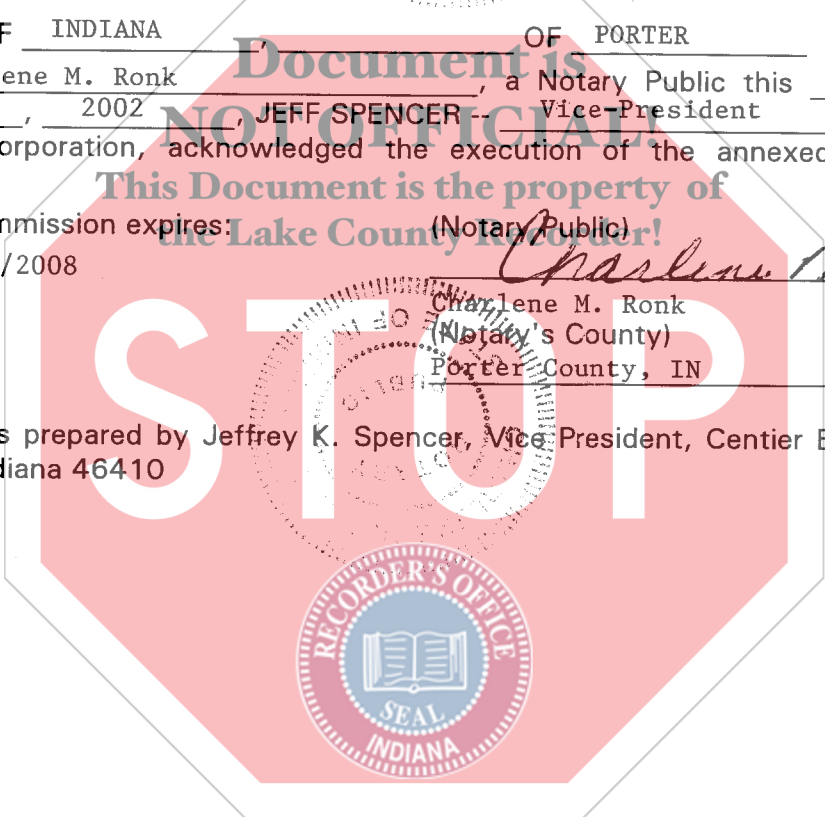 F INDIANA , OF PORTER
Document is
ene M. Ronk , a Notary Public this
, 2002 , JEFF SPENCER -- Vice-President
NOT OFFICIAL!
orporation, acknowledged the execution of the annexed
This Document is the property of
mmission expires: (Notary Public)
the Lake County Recorder!
/2008 Charlene
Charlene M. Ronk
(Notary's County)
Porter County, IN
STOP
s prepared by Jeffrey K. Spencer, Vice President, Centier B
diana 46410
RECORDER'S OFFICE
SEAL
INDIANA